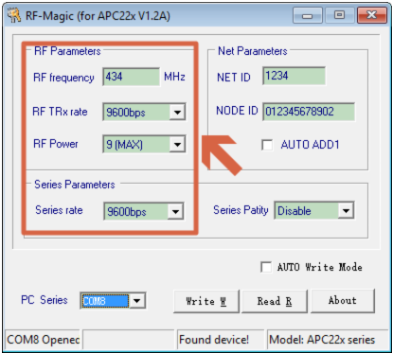 RF-Magic (for APC22x V1.2A)
RF Parameters
RF frequency 434 MHz
RF TRx rate 9600bps
RF Power 9 (MAX)
Net Parameters
NET ID 1234
NODE ID 012345678902
AUTO ADD1
Series Parameters
Series rate 9600bps
Series Patity Disable
AUTO Write Mode
PC Series COM8
Write W
Read R
About
COM8 Openec
Found device!
Model: APC22x series